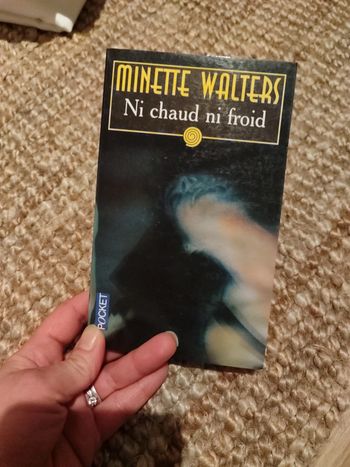 MINETTE WALTERS
Ni chaud ni froid
POCKET